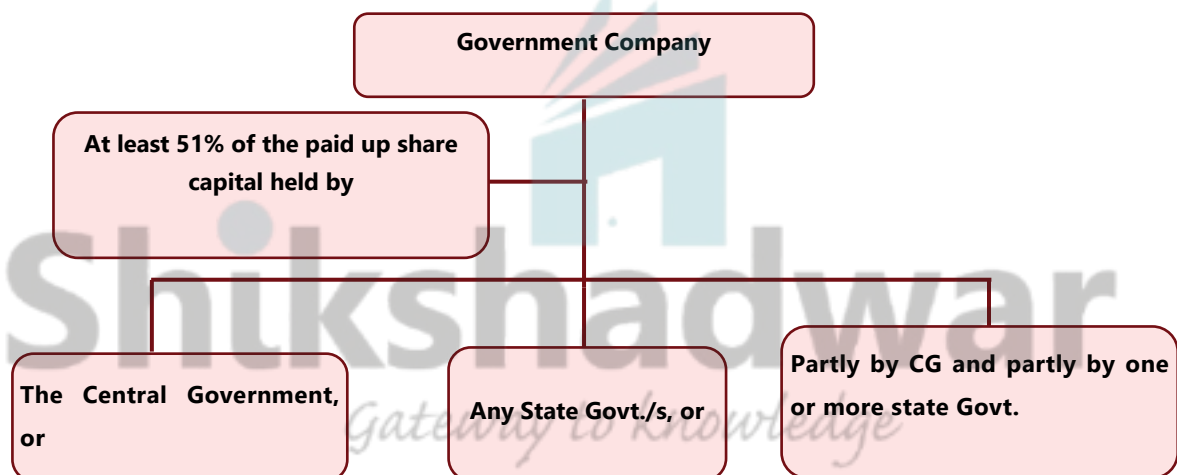 Government Company
At least 51% of the paid up share
capital held by
Shikshadwar
The Central Government,
or
Any State Govt./s, or
Partly by CG and partly by one
or more state Govt.
Gateway to knowledge